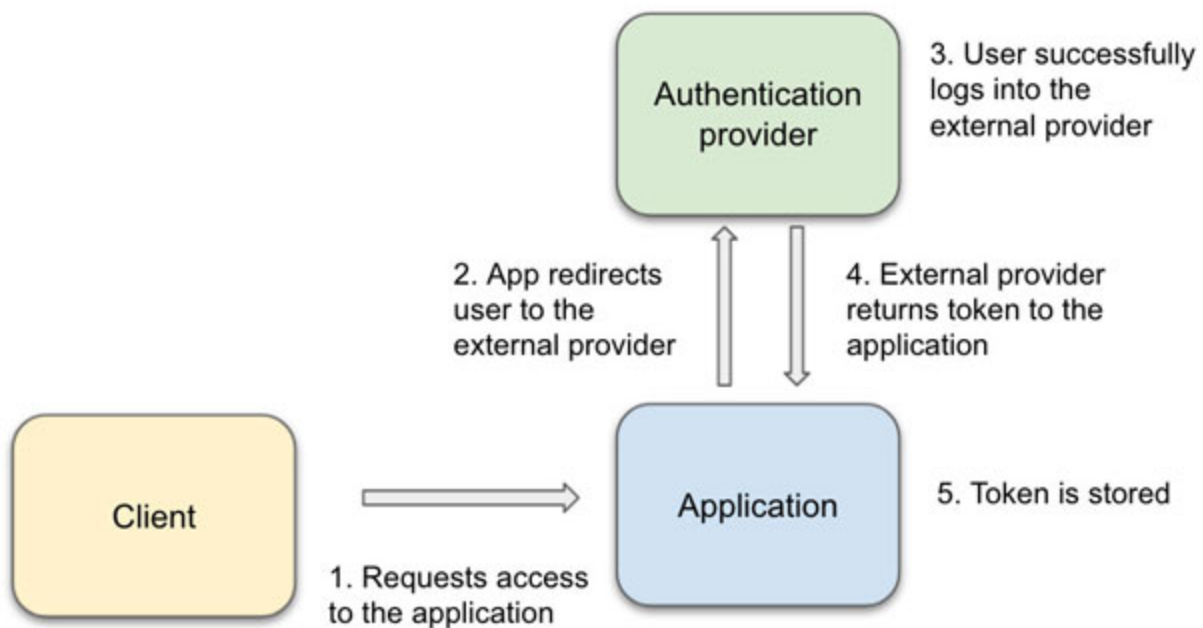 Authentication
provider
3. User successfully
logs into the
external provider
2. App redirects
user to the
external provider
4. External provider
returns token to the
application
Client
1. Requests access
to the application
Application
5. Token is stored